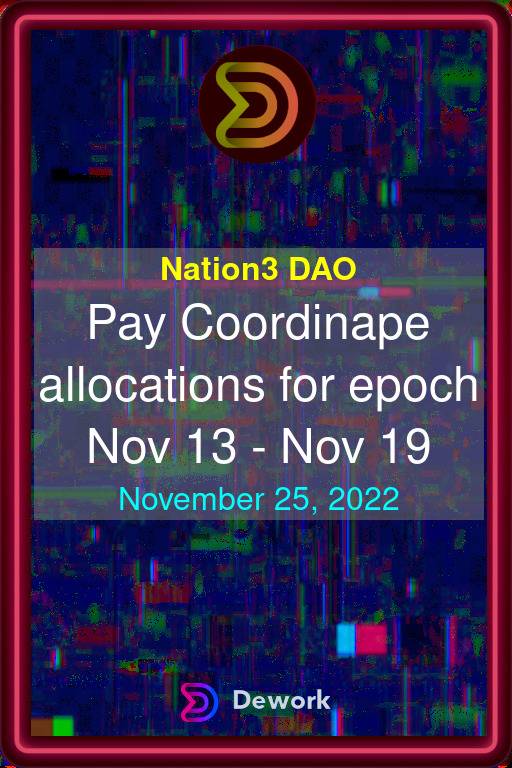 Nation3 DAO
Pay Coordinape
allocations for epoch
Nov 13 - Nov 19
November 25, 2022
Dework